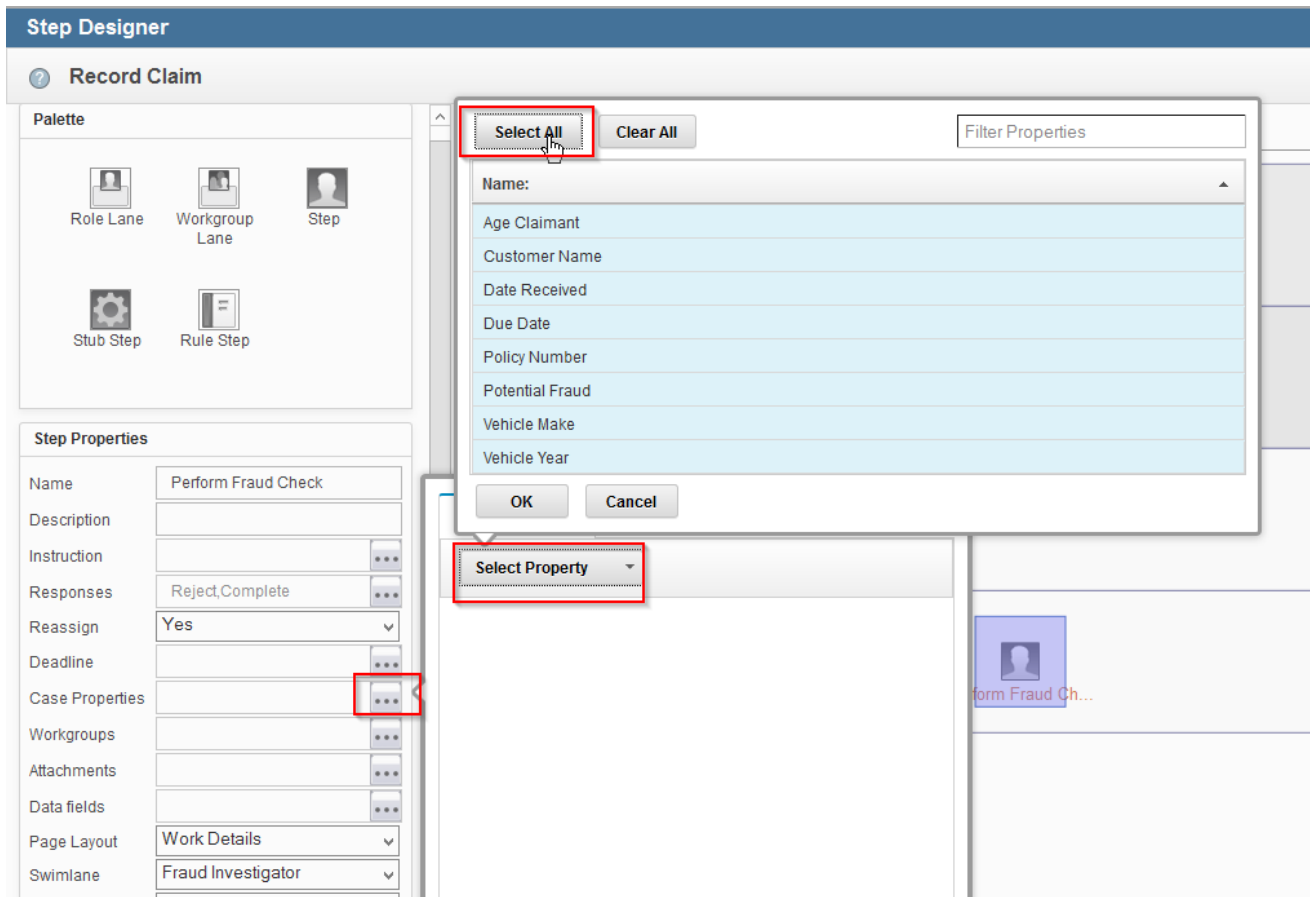 Step Designer
Record Claim
Palette
Role Lane
Workgroup
Lane
Step
Stub Step
Rule Step
Select All
Clear All
Filter Properties
Name:
Age Claimant
Customer Name
Date Received
Due Date
Policy Number
Potential Fraud
Vehicle Make
Vehicle Year
OK
Cancel
Select Property
Step Properties
Name Perform Fraud Check
Description
Instruction ...
Responses Reject,Complete ...
Reassign Yes
Deadline ...
Case Properties ...
Workgroups ...
Attachments ...
Data fields ...
Page Layout Work Details
Swimlane Fraud Investigator
form Fraud Ch...